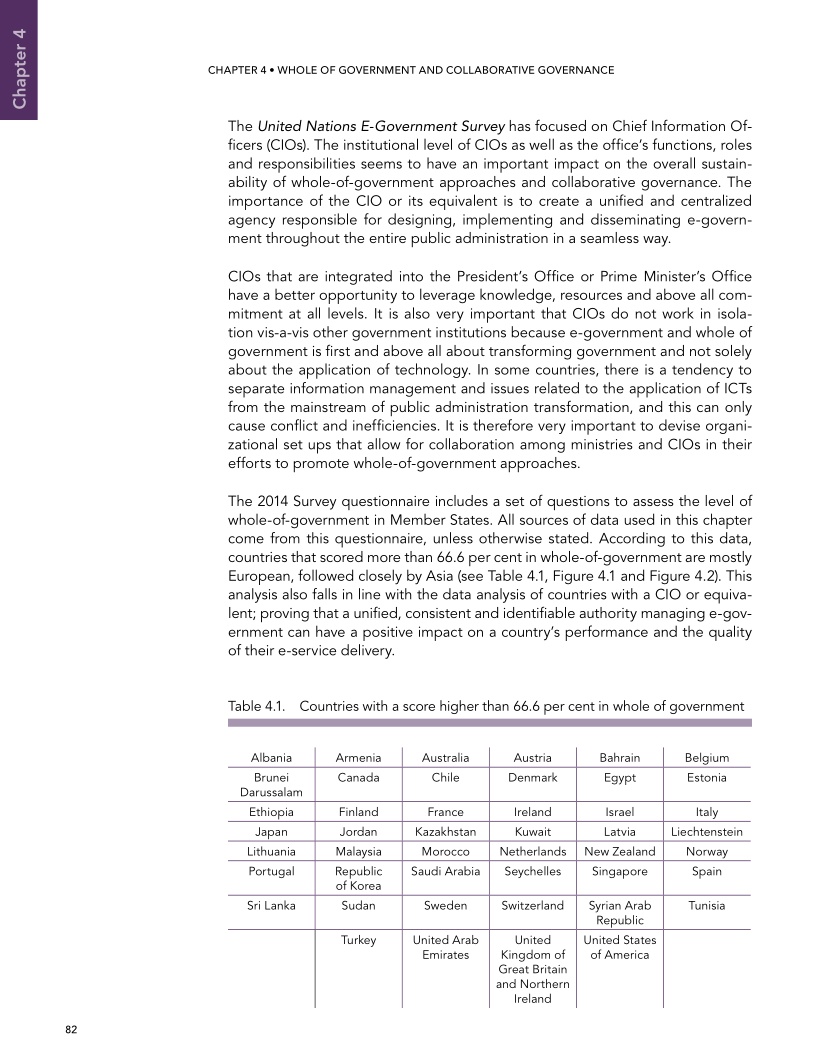 Chapter 4
CHAPTER 4 • WHOLE OF GOVERNMENT AND COLLABORATIVE GOVERNANCE
The United Nations E-Government Survey has focused on Chief Information Of-
ficers (CIOs). The institutional level of CIOs as well as the office's functions, roles
and responsibilities seems to have an important impact on the overall sustain-
ability of whole-of-government approaches and collaborative governance. The
importance of the CIO or its equivalent is to create a unified and centralized
agency responsible for designing, implementing and disseminating e-govern-
ment throughout the entire public administration in a seamless way.
CIOs that are integrated into the President's Office or Prime Minister's Office
have a better opportunity to leverage knowledge, resources and above all com-
mitment at all levels. It is also very important that CIOs do not work in isola-
tion vis-a-vis other government institutions because e-government and whole of
government is first and above all about transforming government and not solely
about the application of technology. In some countries, there is a tendency to
separate information management and issues related to the application of ICTs
from the mainstream of public administration transformation, and this can only
cause conflict and inefficiencies. It is therefore very important to devise organi-
zational set ups that allow for collaboration among ministries and CIOs in their
efforts to promote whole-of-government approaches.
The 2014 Survey questionnaire includes a set of questions to assess the level of
whole-of-government in Member States. All sources of data used in this chapter
come from this questionnaire, unless otherwise stated. According to this data,
countries that scored more than 66.6 per cent in whole-of-government are mostly
European, followed closely by Asia (see Table 4.1, Figure 4.1 and Figure 4.2). This
analysis also falls in line with the data analysis of countries with a CIO or equiva-
lent; proving that a unified, consistent and identifiable authority managing e-gov-
ernment can have a positive impact on a country's performance and the quality
of their e-service delivery.
Table 4.1. Countries with a score higher than 66.6 per cent in whole of government
Albania Armenia Australia Austria Bahrain Belgium
Brunei Canada Chile Denmark Egypt Estonia
Darussalam
Ethiopia Finland France Ireland Israel Italy
Japan Jordan Kazakhstan Kuwait Latvia Liechtenstein
Lithuania Malaysia Morocco Netherlands New Zealand Norway
Portugal Republic Saudi Arabia Seychelles Singapore Spain
of Korea
Sri Lanka Sudan Sweden Switzerland Syrian Arab Tunisia
Republic
Turkey United Arab United United States
Emirates Kingdom of of America
Great Britain
and Northern
Ireland
82